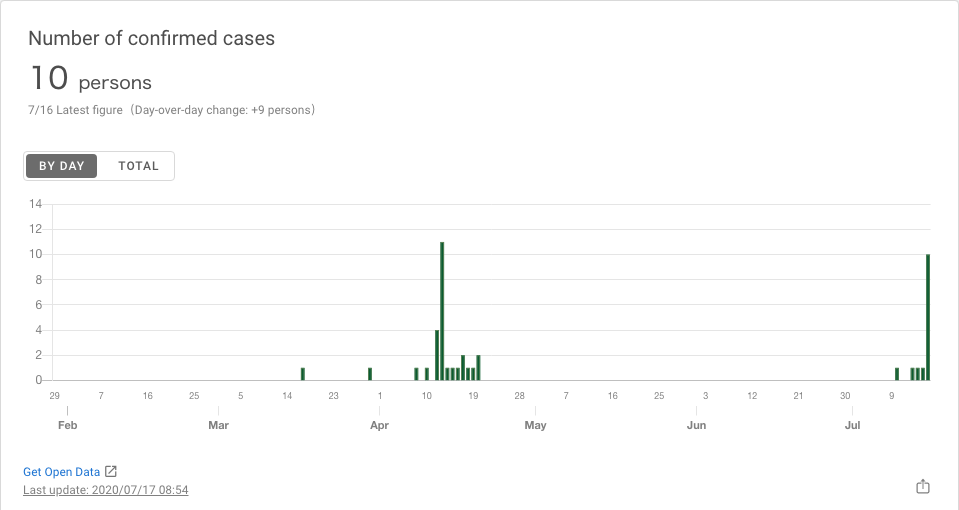 Number of confirmed cases
10 persons
7/16 Latest figure（Day-over-day change: +9 persons）
BY DAY TOTAL
14
12
10
8
6
4
2
0
29 7 16 25 5 14 23 1 10 19 28 7 16 25 3 12 21 30 9
Feb Mar Apr May Jun Jul
Get Open Data
Last update: 2020/07/17 08:54